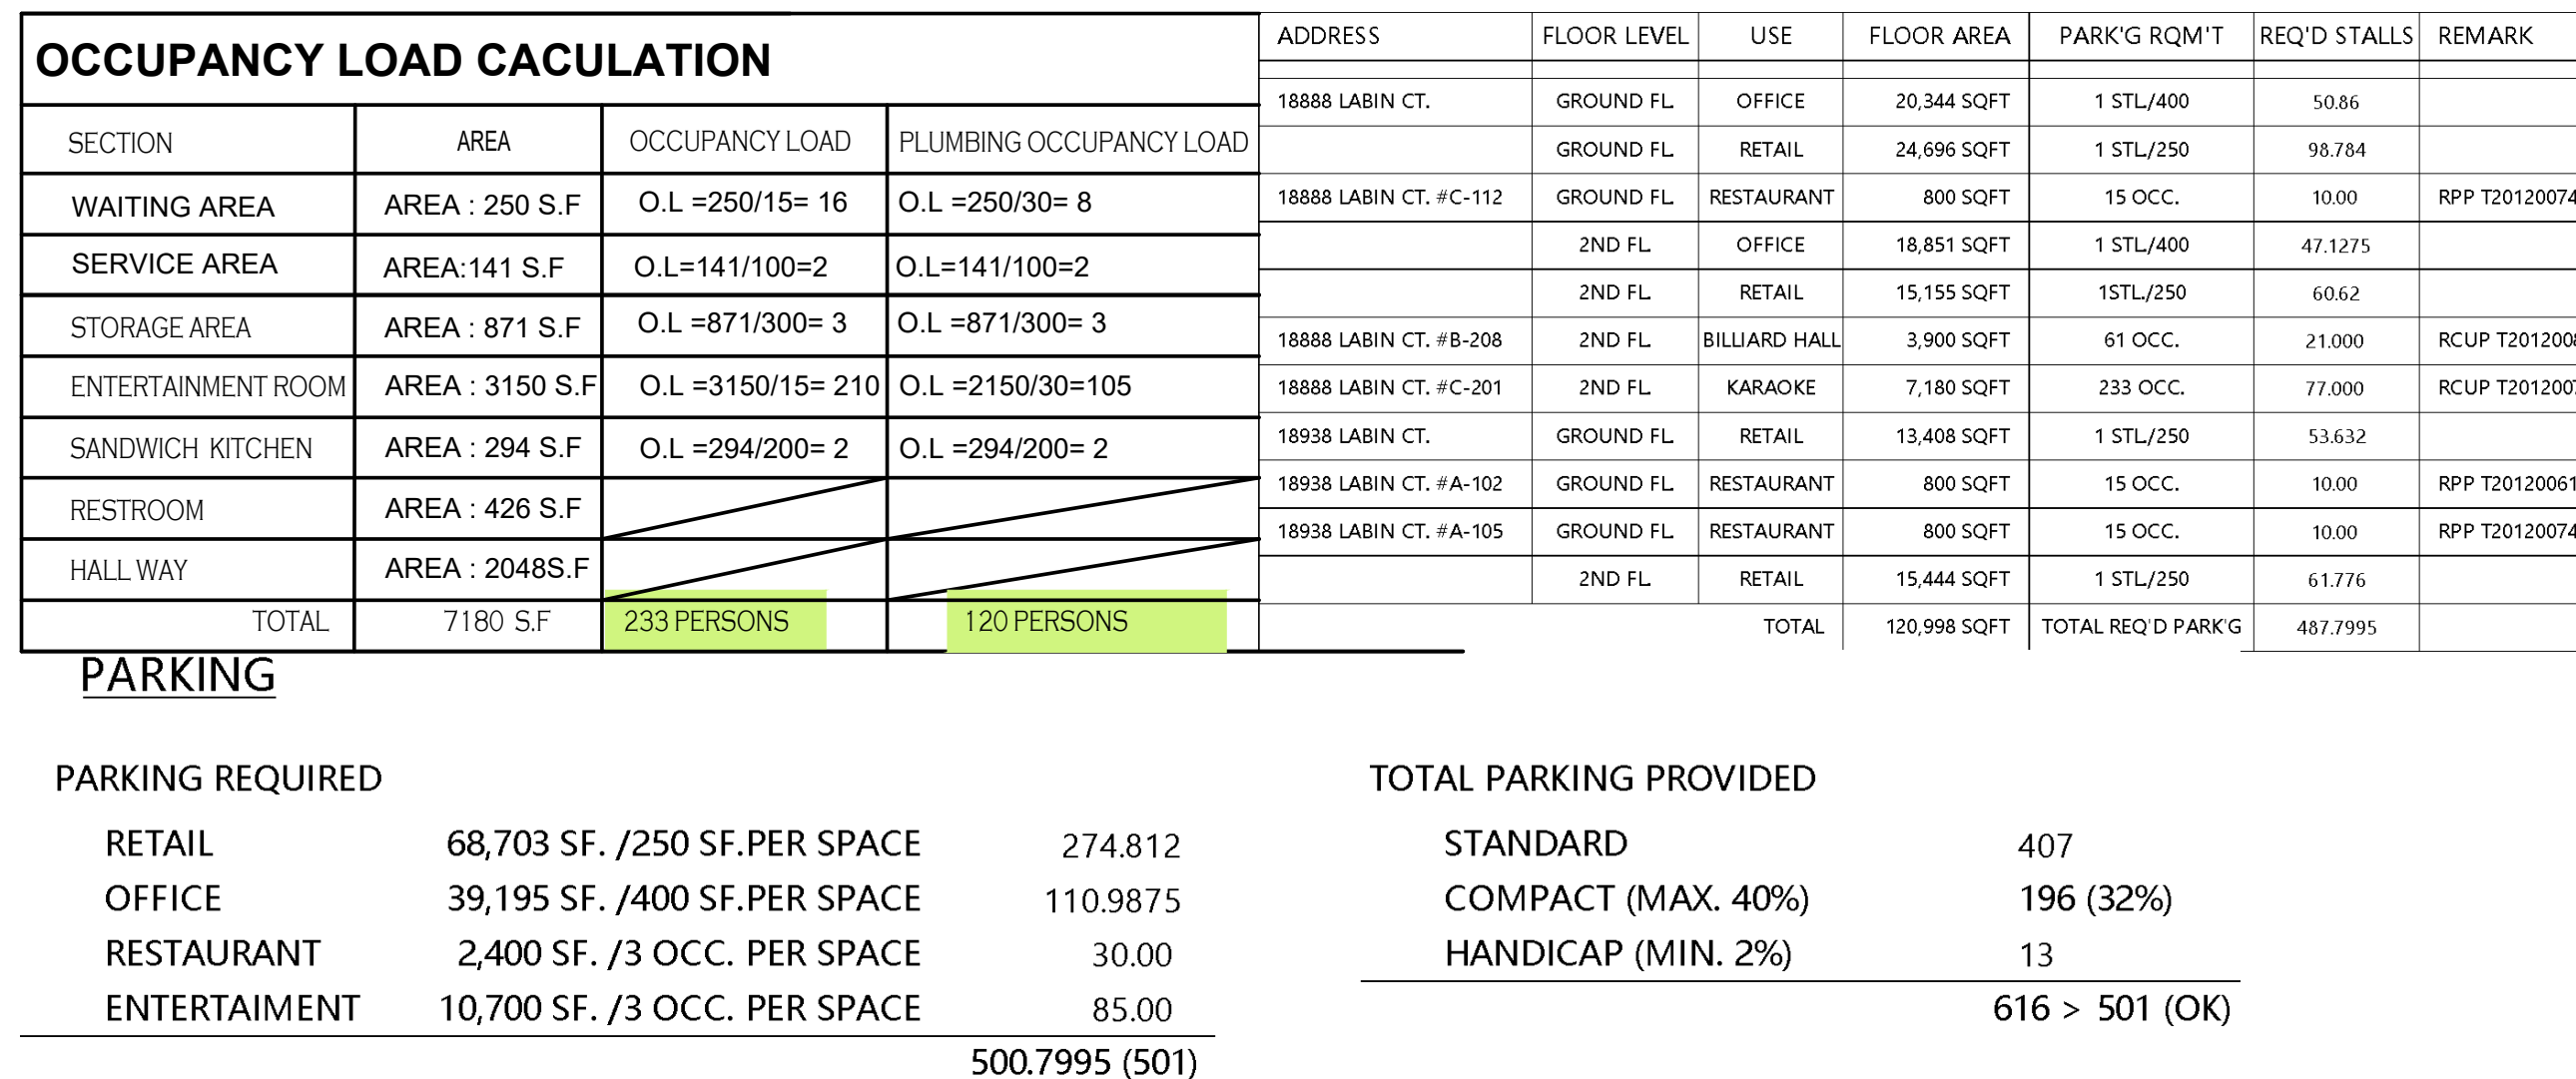 OCCUPANCY LOAD CACULATION
SECTION AREA OCCUPANCY LOAD PLUMBING OCCUPANCY LOAD
WAITING AREA AREA : 250 S.F O.L =250/15= 16 O.L =250/30= 8
SERVICE AREA AREA:141 S.F O.L=141/100=2 O.L=141/100=2
STORAGE AREA AREA : 871 S.F O.L =871/300= 3 O.L =871/300= 3
ENTERTAINMENT ROOM AREA : 3150 S.F O.L =3150/15= 210 O.L =2150/30=105
SANDWICH KITCHEN AREA : 294 S.F O.L =294/200= 2 O.L =294/200= 2
RESTROOM AREA : 426 S.F
HALL WAY AREA : 2048S.F
TOTAL 7180 S.F 233 PERSONS 120 PERSONS
ADDRESS FLOOR LEVEL USE FLOOR AREA PARK'G RQM'T REQ'D STALLS REMARK
18888 LABIN CT. GROUND FL. OFFICE 20,344 SQFT 1 STL./400 50.86
GROUND FL. RETAIL 24,696 SQFT 1 STL./250 98.784
18888 LABIN CT. #C-112 GROUND FL. RESTAURANT 800 SQFT 15 OCC. 10.00 RPP T20120074
2ND FL. OFFICE 18,851 SQFT 1 STL./400 47.1275
2ND FL. RETAIL 15,155 SQFT 1STL./250 60.62
18888 LABIN CT. #B-208 2ND FL. BILLIARD HALL 3,900 SQFT 61 OCC. 21.000 RCUP T201200
18888 LABIN CT. #C-201 2ND FL. KARAOKE 7,180 SQFT 233 OCC. 77.000 RCUP T201200
18938 LABIN CT. GROUND FL. RETAIL 13,408 SQFT 1 STL./250 53.632
18938 LABIN CT. #A-102 GROUND FL. RESTAURANT 800 SQFT 15 OCC. 10.00 RPP T20120061
18938 LABIN CT. #A-105 GROUND FL. RESTAURANT 800 SQFT 15 OCC. 10.00 RPP T20120074
2ND FL. RETAIL 15,444 SQFT 1 STL./250 61.776
TOTAL 120,998 SQFT TOTAL REQ'D PARK'G 487.7995
PARKING
PARKING REQUIRED
RETAIL 68,703 SF. /250 SF.PER SPACE 274.812
OFFICE 39,195 SF. /400 SF.PER SPACE 110.9875
RESTAURANT 2,400 SF. /3 OCC. PER SPACE 30.00
ENTERTAIMENT 10,700 SF. /3 OCC. PER SPACE 85.00
500.7995 (501)
TOTAL PARKING PROVIDED
STANDARD 407
COMPACT (MAX. 40%) 196 (32%)
HANDICAP (MIN. 2%) 13
616 > 501 (OK)